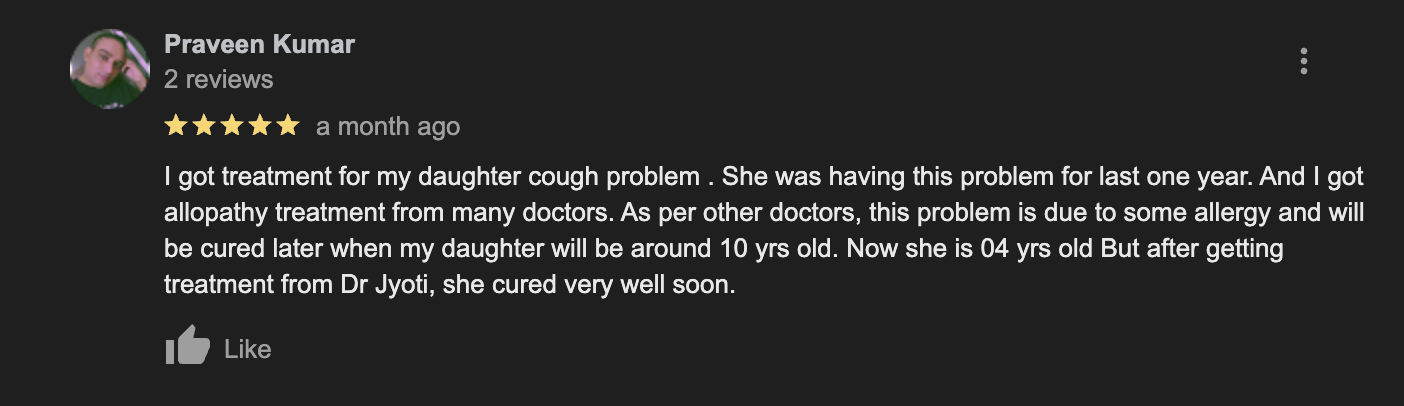 Praveen Kumar
2 reviews
a month ago
I got treatment for my daughter cough problem . She was having this problem for last one year. And I got
allopathy treatment from many doctors. As per other doctors, this problem is due to some allergy and will
be cured later when my daughter will be around 10 yrs old. Now she is 04 yrs old But after getting
treatment from Dr Jyoti, she cured very well soon.
Like